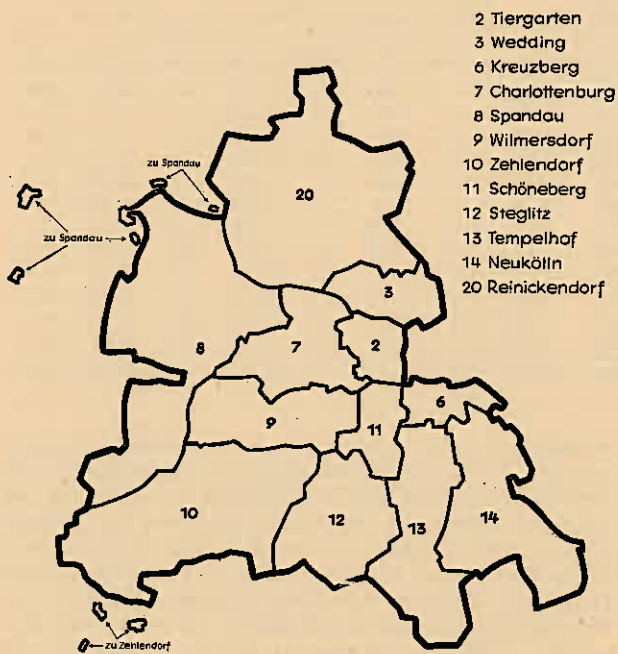 2 Tiergarten
3 Wedding
6 Kreuzberg
7 Charlottenburg
8 Spandau
9 Wilmersdorf
10 Zehlendorf
11 Schöneberg
12 Steglitz
13 Tempelhof
14 Neukölln
20 Reinickendorf
zu Spandau
20
zu Spandau
3
8
7
2
6
9
11
10
12
13
14
zu Zehlendorf